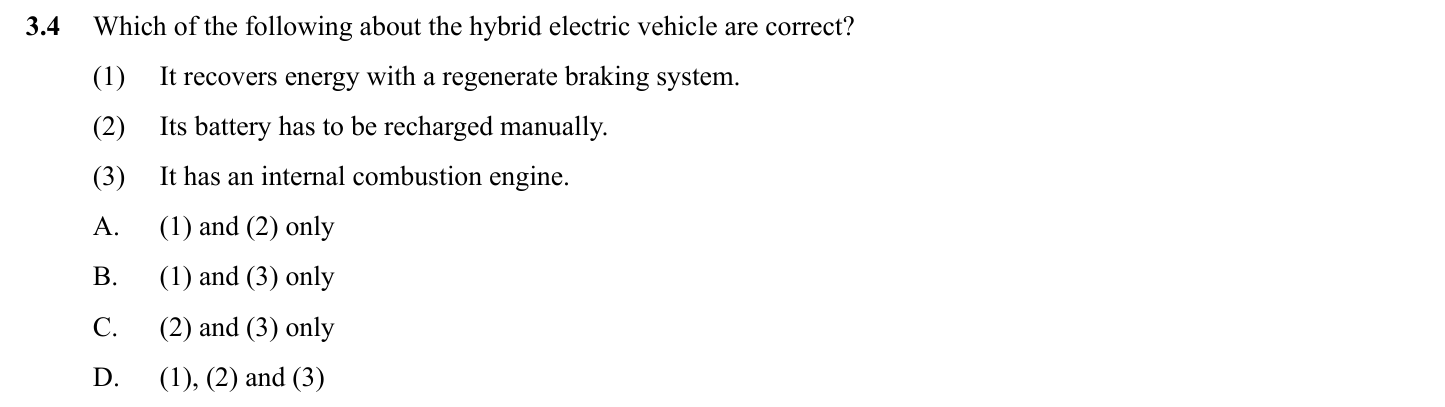 3.4 Which of the following about the hybrid electric vehicle are correct?
(1) It recovers energy with a regenerate braking system.
(2) Its battery has to be recharged manually.
(3) It has an internal combustion engine.
A. (1) and (2) only
B. (1) and (3) only
C. (2) and (3) only
D. (1), (2) and (3)